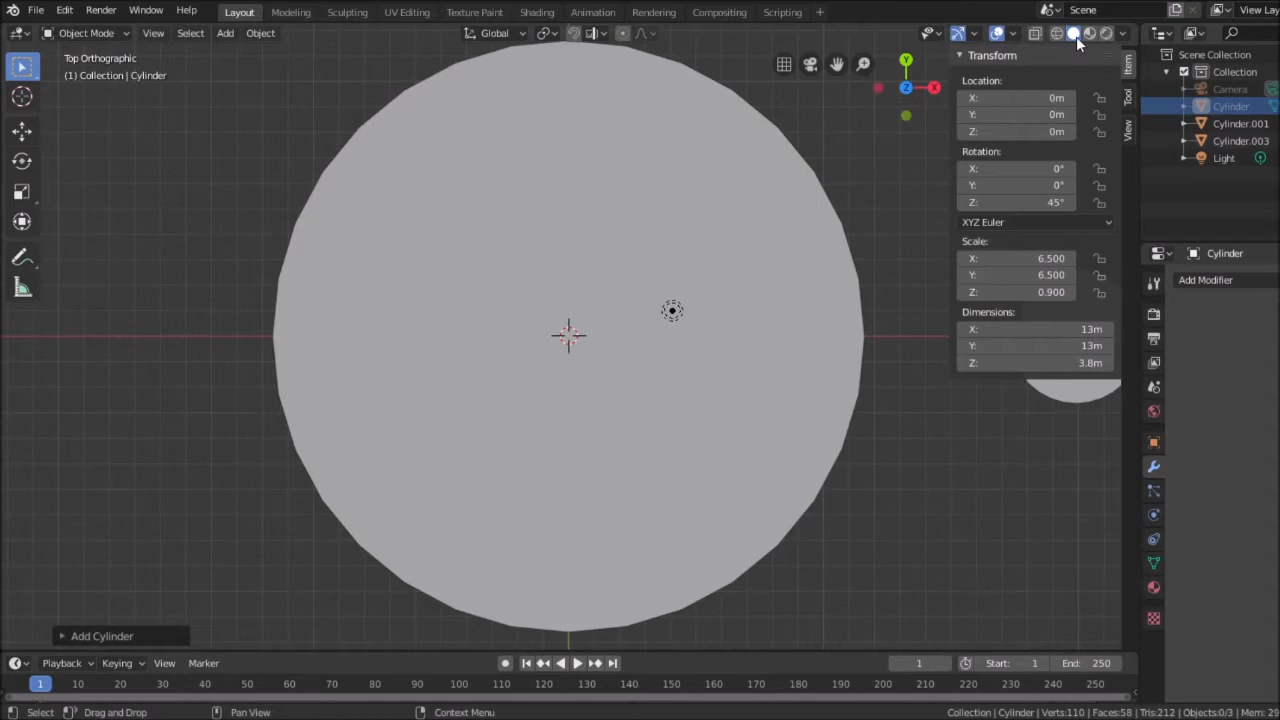 File Edit Render Window Help Layout Modeling Sculpting UV Editing Texture Paint Shading Animation Rendering Compositing Scripting + Scene View Lay
Object Mode View Select Add Object Global
Top Orthographic
(1) Collection | Cylinder
Y
Z
X
Transform
Location:
X: 0m
Y: 0m
Z: 0m
Rotation:
X: 0°
Y: 0°
Z: 45°
XYZ Euler
Scale:
X: 6.500
Y: 6.500
Z: 0.900
Dimensions:
X: 13m
Y: 13m
Z: 3.8m
Item
Tool
View
Scene Collection
Collection
Camera
Cylinder
Cylinder.001
Cylinder.003
Light
Cylinder
Add Modifier
Add Cylinder
Playback Keying View Marker 1 Start: 1 End: 250
1 10 20 30 40 50 60 70 80 90 100 110 120 130 140 150 160 170 180 190 200 210 220 230 240 250
Select Drag and Drop Pan View Context Menu Collection | Cylinder | Verts:110 | Faces:58 | Tris:212 | Objects:0/3 | Mem: 29